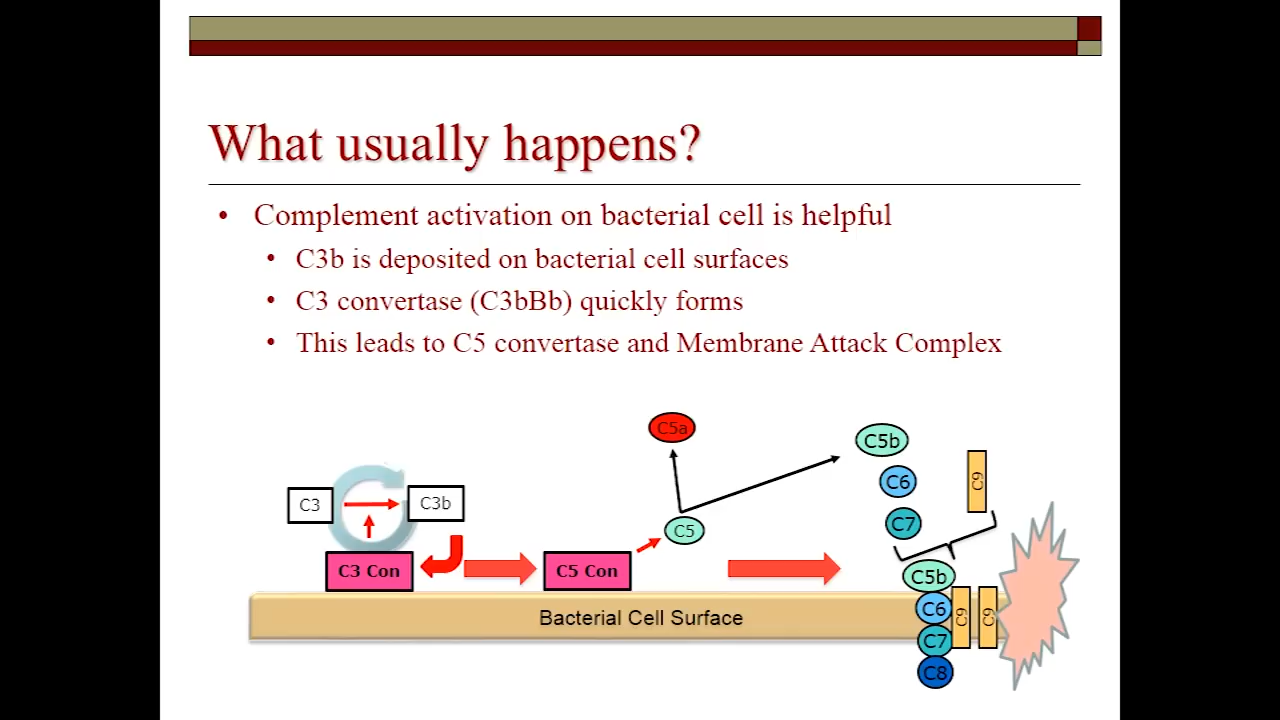 What usually happens?
• Complement activation on bacterial cell is helpful
• C3b is deposited on bacterial cell surfaces
• C3 convertase (C3bBb) quickly forms
• This leads to C5 convertase and Membrane Attack Complex
C5a
C5b
C6
C9
C3
C3b
C7
C5
C3 Con
C5 Con
C5b
Bacterial Cell Surface
C6
C9
C9
C7
C8